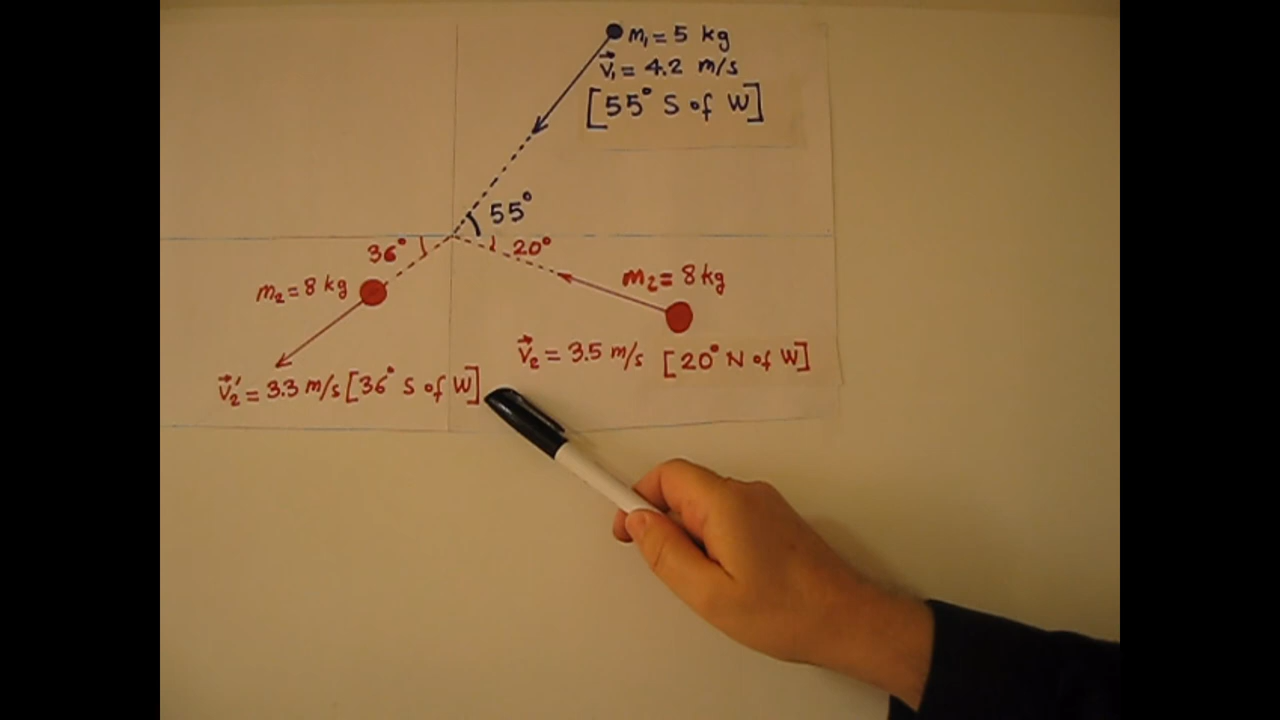 m₁ = 5 kg
v⃗₁ = 4.2 m/s
[55° S of W]
55°
36°
20°
m₂ = 8 kg
m₂ = 8 kg
v⃗₂ = 3.5 m/s [20° N of W]
v⃗₂' = 3.3 m/s [36° S of W]